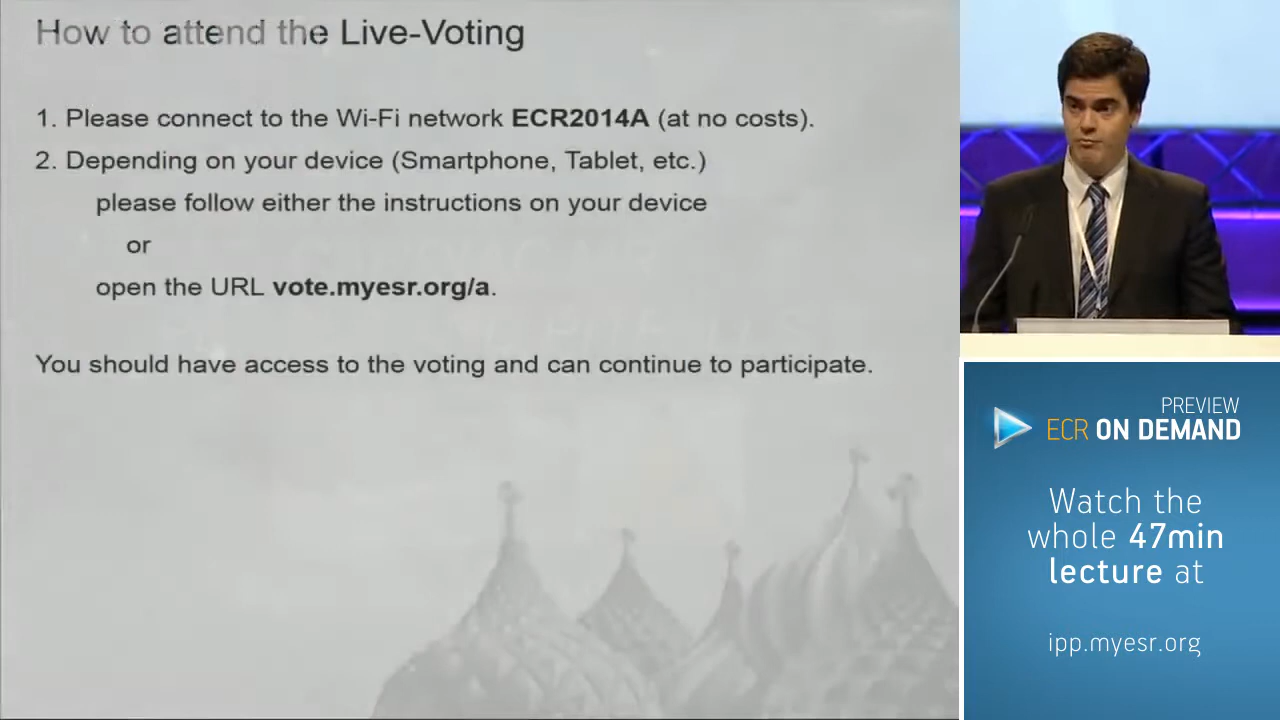 How to attend the Live-Voting
1. Please connect to the Wi-Fi network ECR2014A (at no costs).
2. Depending on your device (Smartphone, Tablet, etc.)
please follow either the instructions on your device
or
open the URL vote.myesr.org/a.
You should have access to the voting and can continue to participate.
PREVIEW
ECR ON DEMAND
Watch the
whole 47min
lecture at
ipp.myesr.org